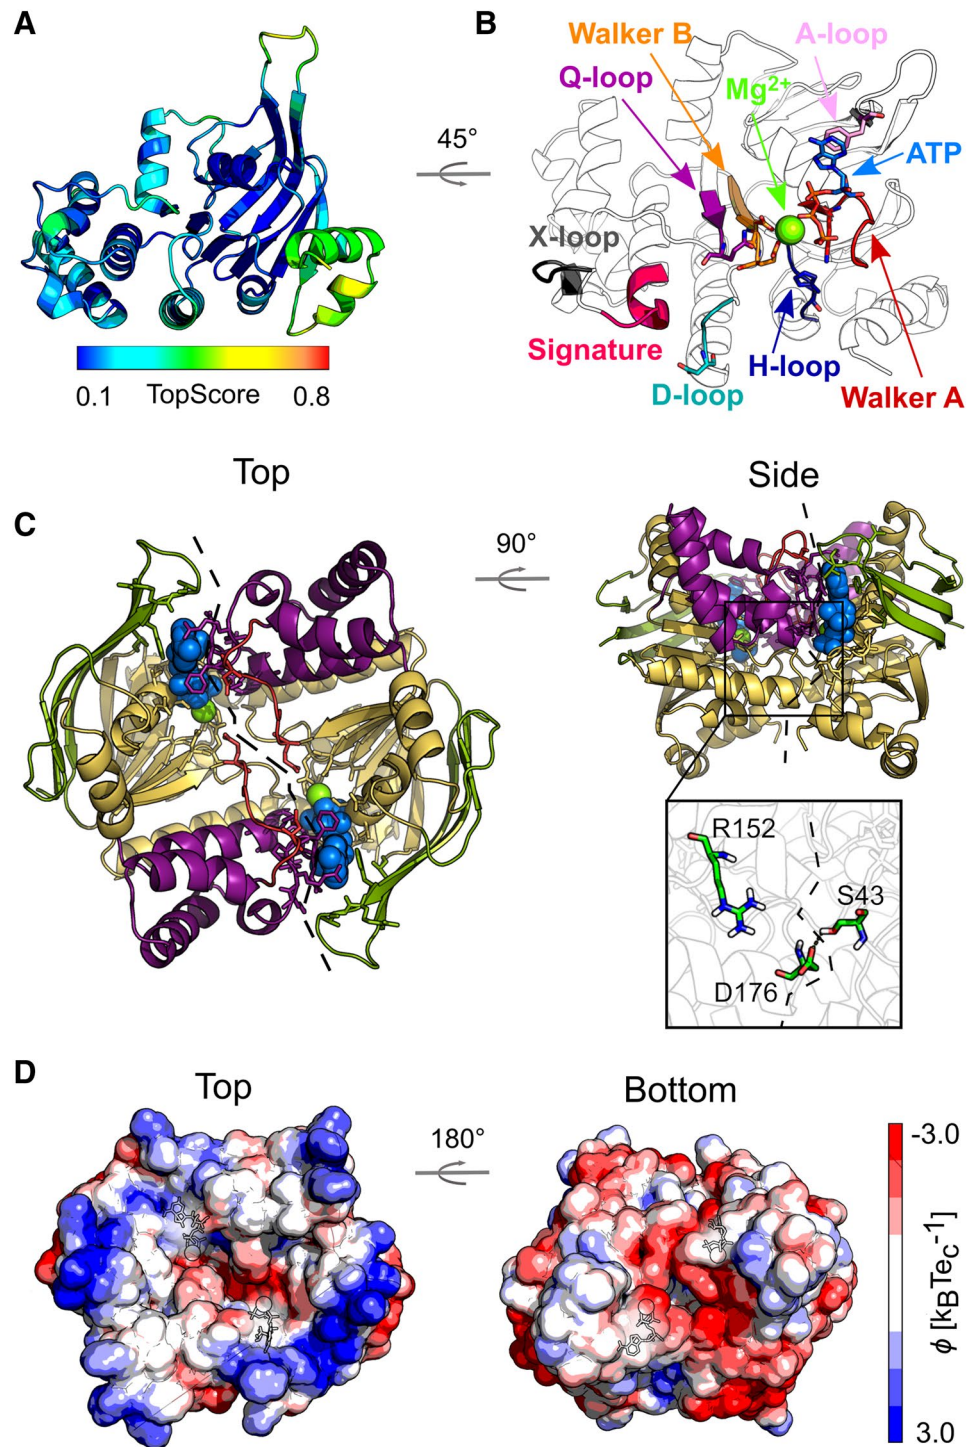 A
45°
0.1 TopScore 0.8
B
Walker B
A-loop
Q-loop
Mg²⁺
ATP
X-loop
Signature
H-loop
D-loop
Walker A
Top
Side
C
90°
R152
S43
D176
D
Top
Bottom
180°
-3.0
ϕ [kBTec⁻¹]
3.0